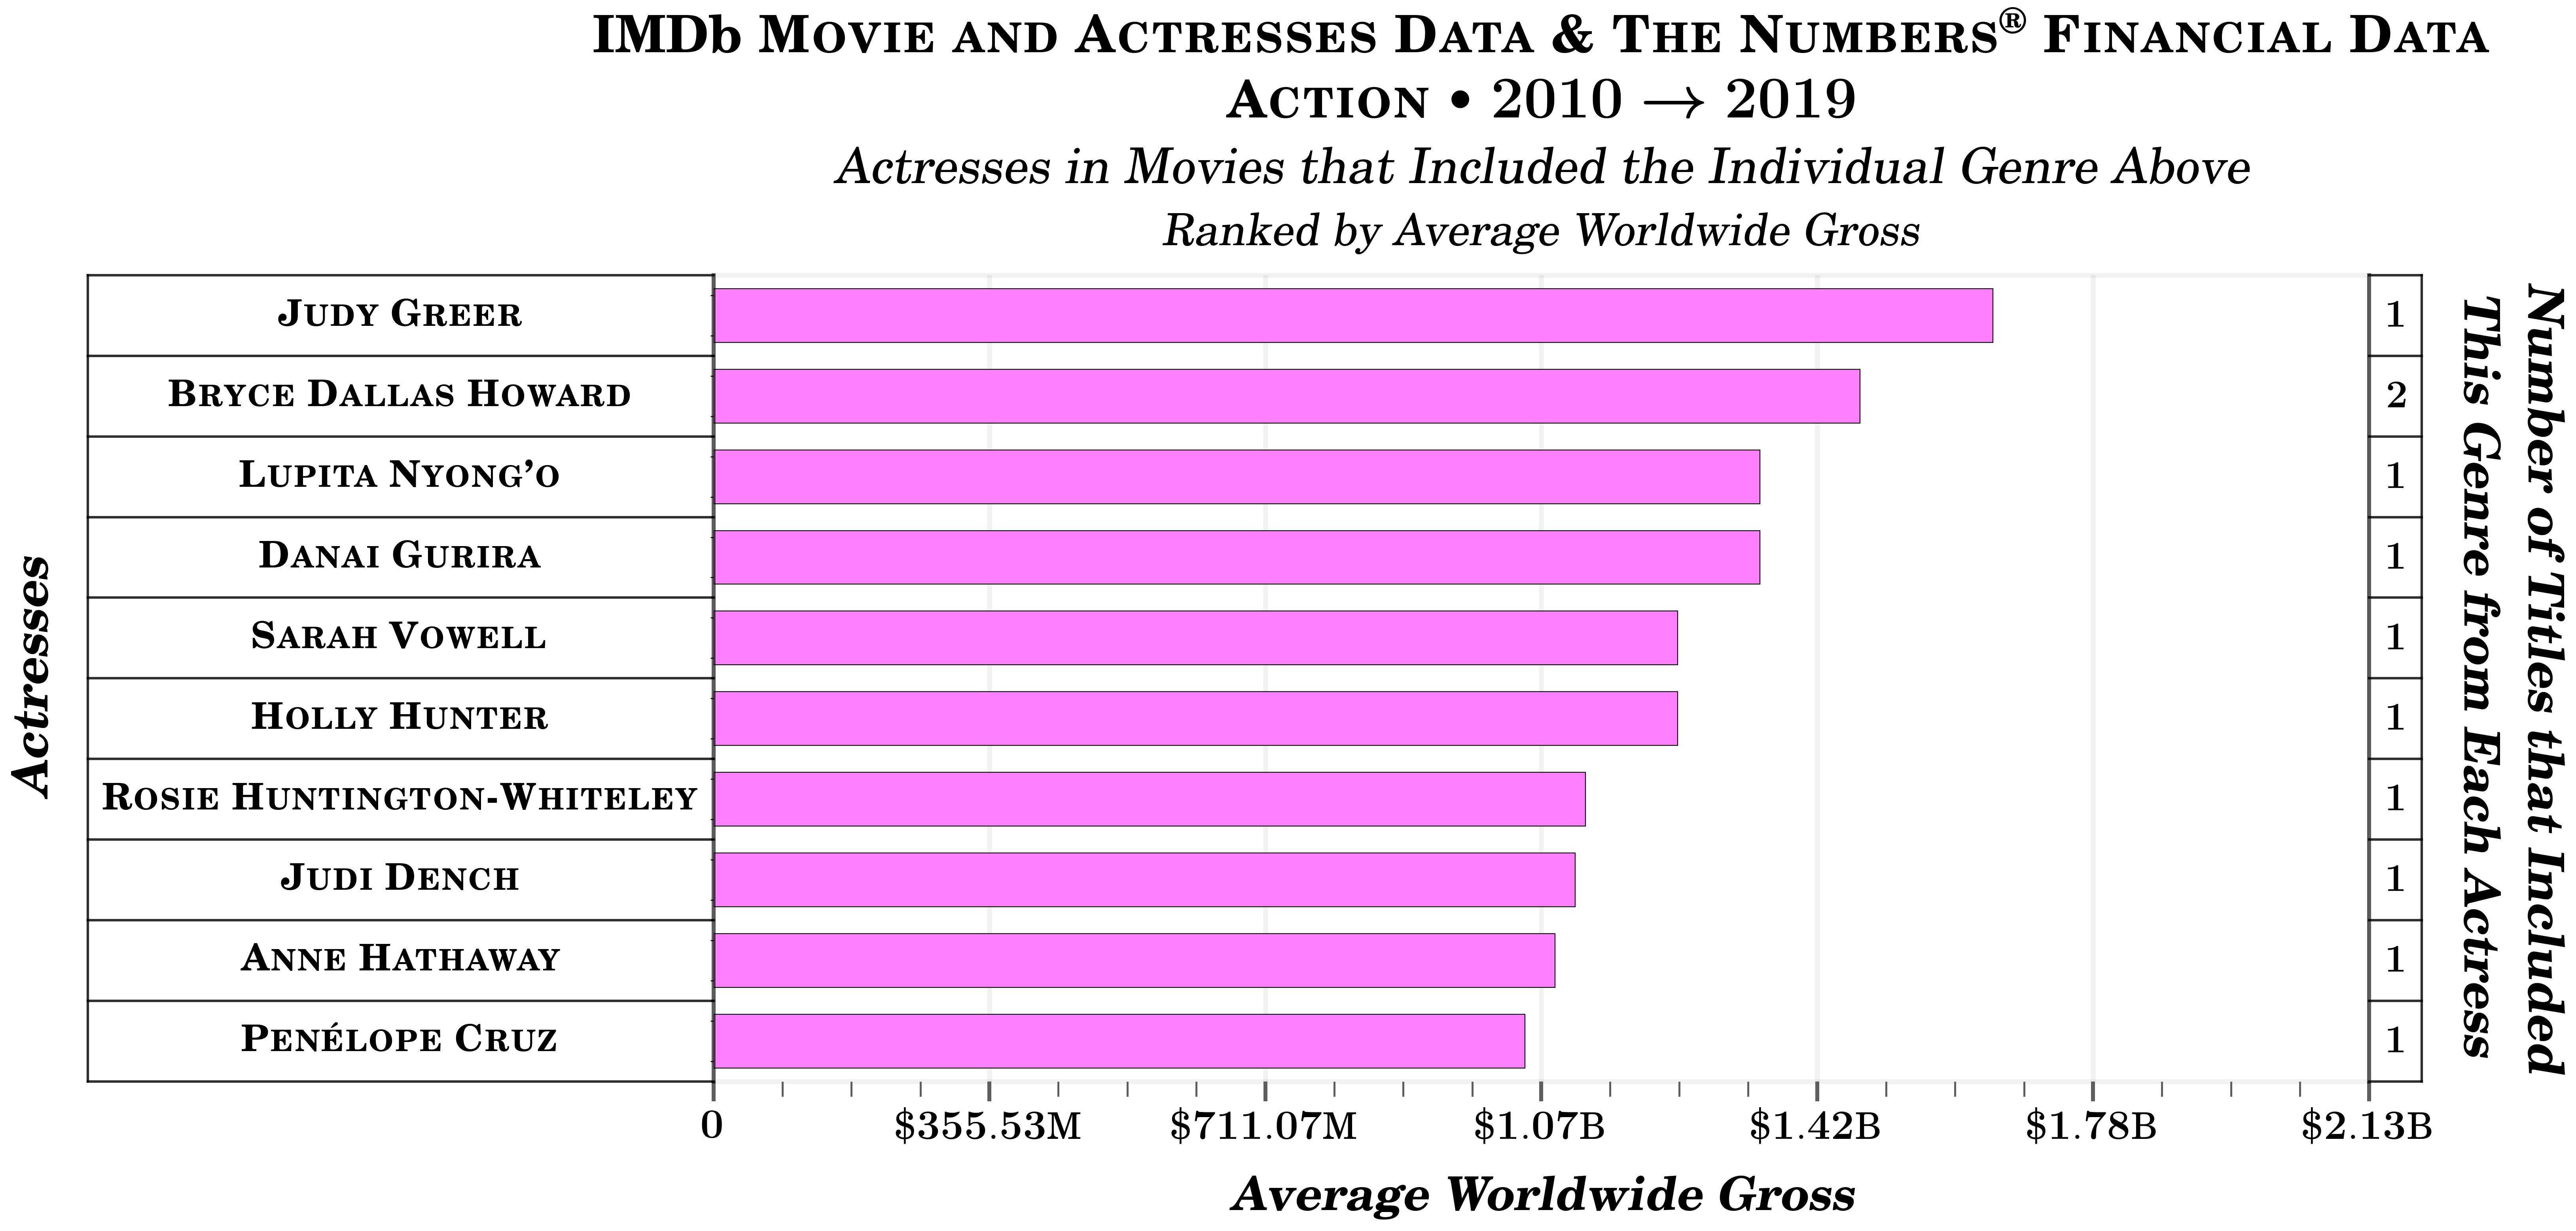 IMDb Movie and Actresses Data & The Numbers® Financial Data
Action • 2010 → 2019
Actresses in Movies that Included the Individual Genre Above
Ranked by Average Worldwide Gross
Actresses
Judy Greer 1
Bryce Dallas Howard 2
Lupita Nyong’o 1
Danai Gurira 1
Sarah Vowell 1
Holly Hunter 1
Rosie Huntington-Whiteley 1
Judi Dench 1
Anne Hathaway 1
Penélope Cruz 1
Number of Titles that Included
This Genre from Each Actress
0 $355.53M $711.07M $1.07B $1.42B $1.78B $2.13B
Average Worldwide Gross